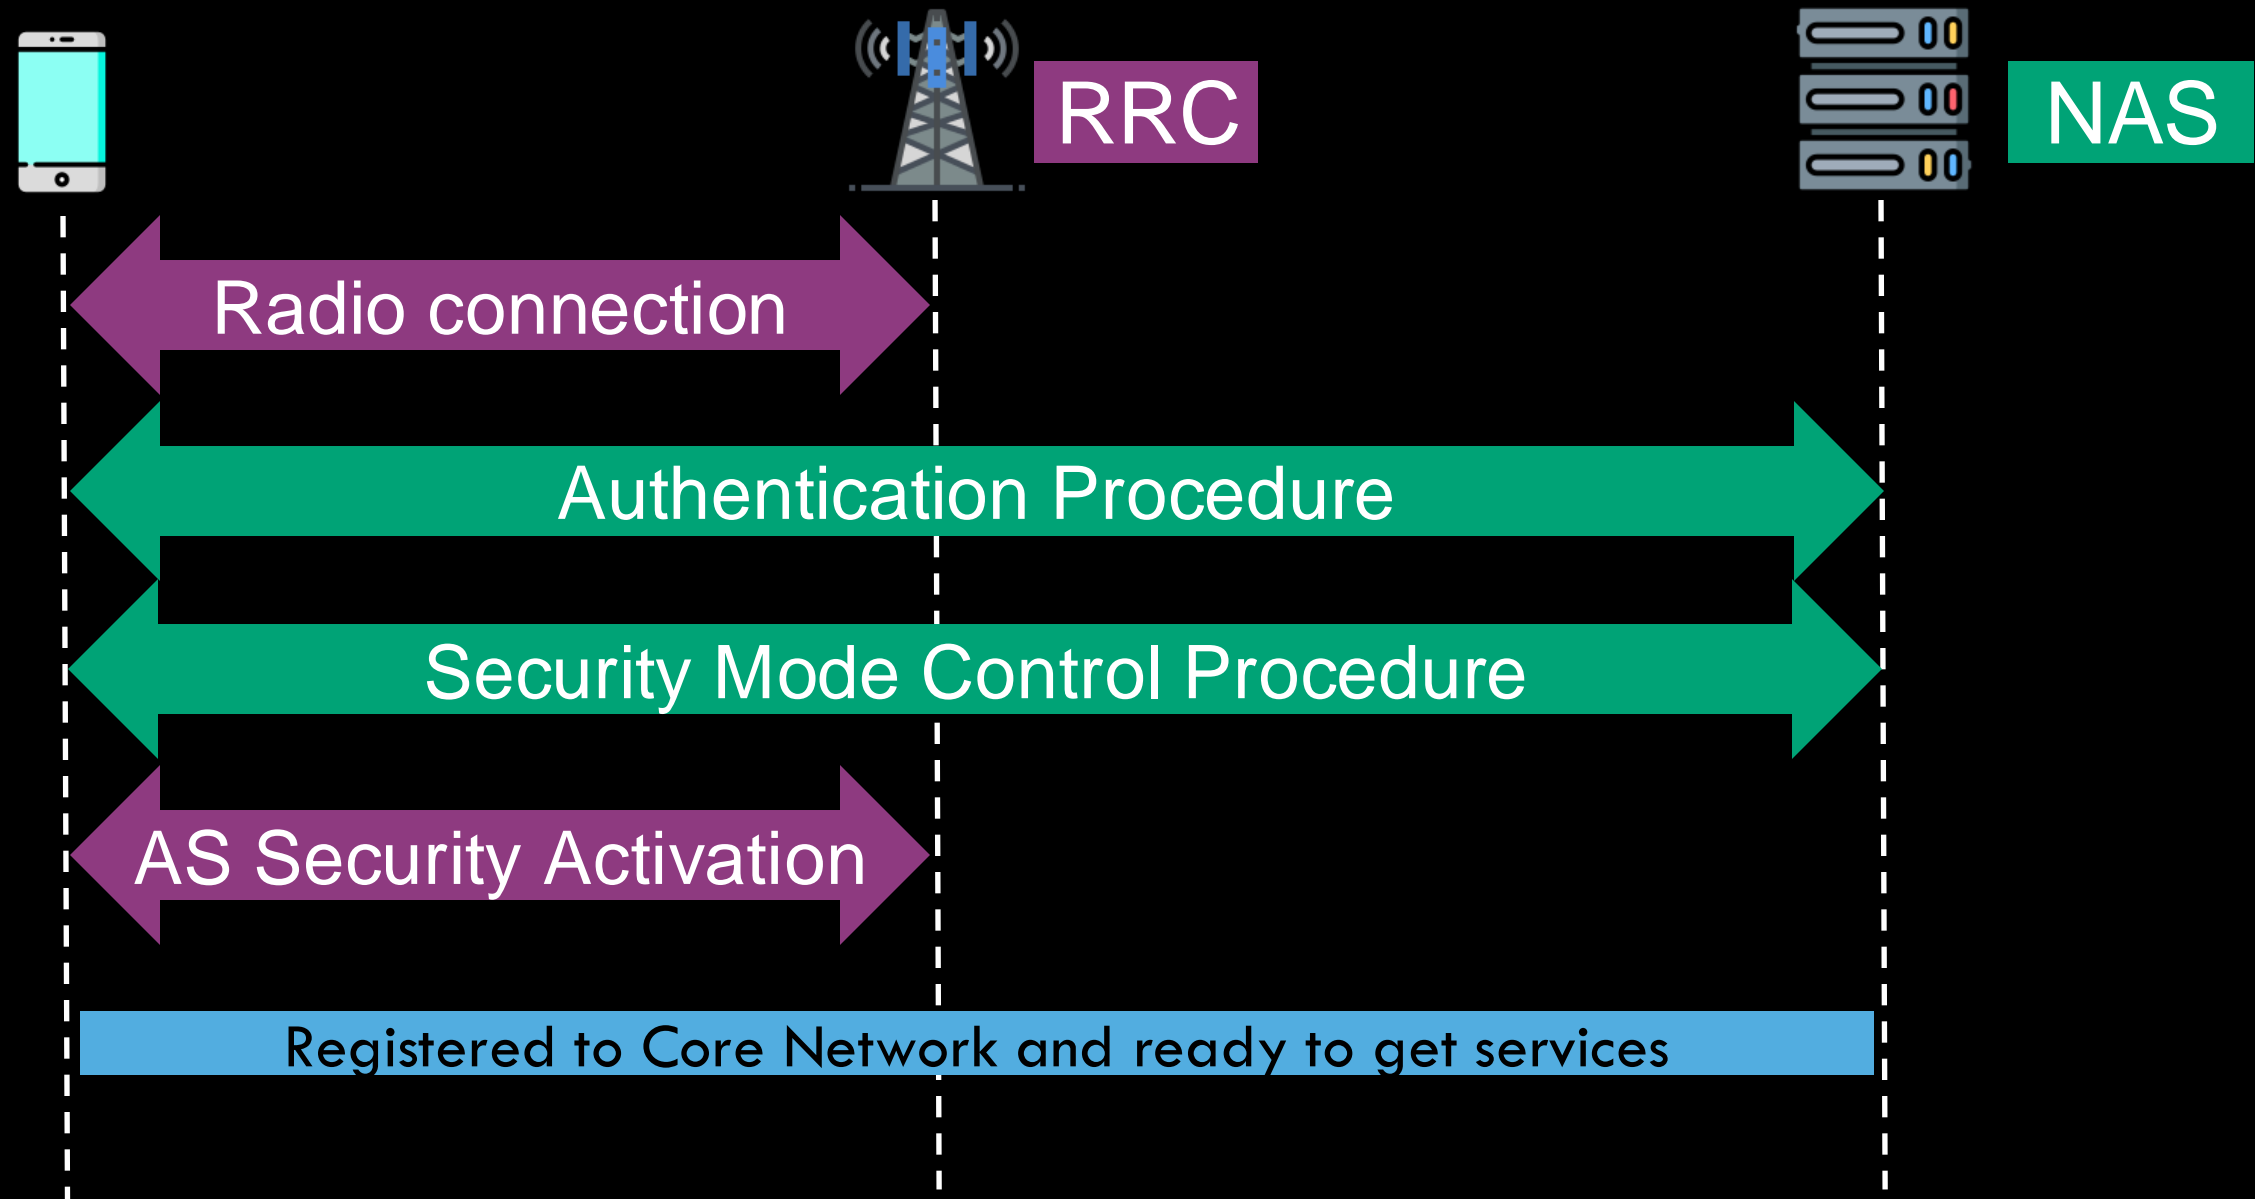 RRC
NAS
Radio connection
Authentication Procedure
Security Mode Control Procedure
AS Security Activation
Registered to Core Network and ready to get services